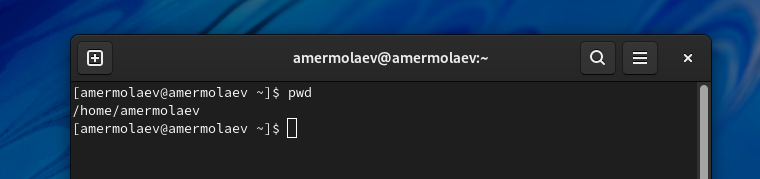 amermolaev@amermolaev:~
[amermolaev@amermolaev ~]$ pwd
/home/amermolaev
[amermolaev@amermolaev ~]$